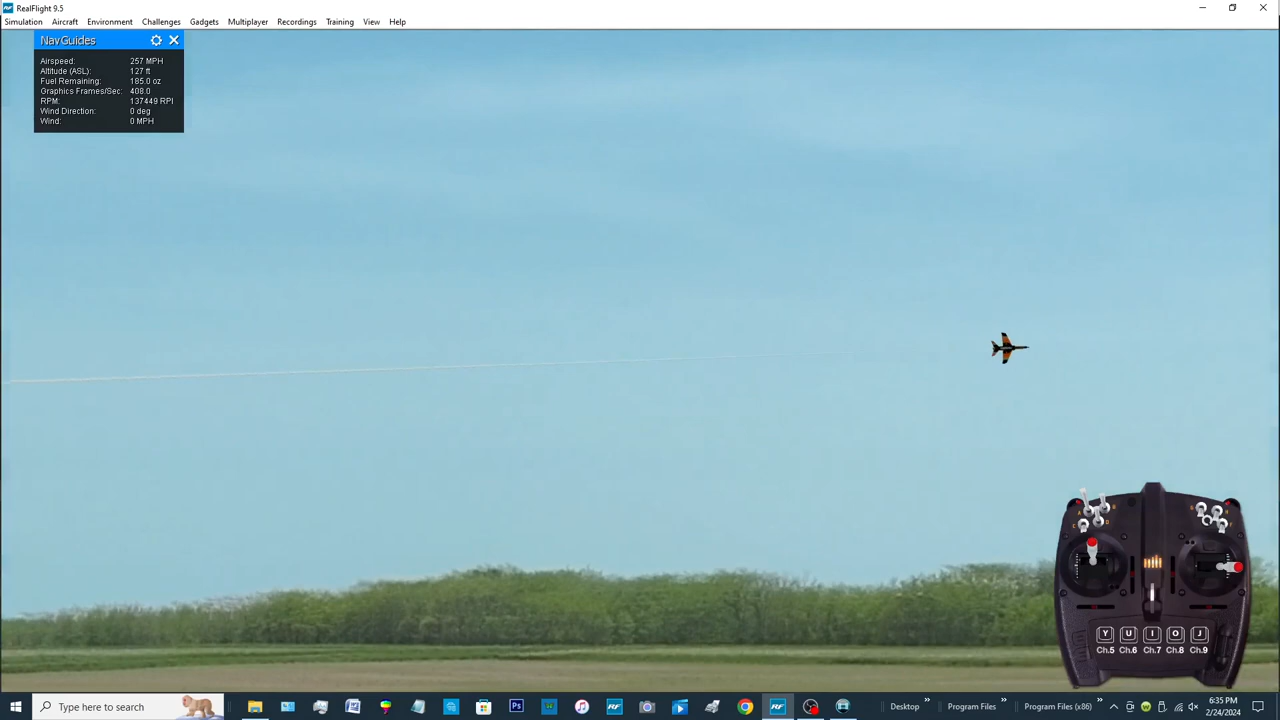 RealFlight 9.5
Simulation Aircraft Environment Challenges Gadgets Multiplayer Recordings Training View Help
NavGuides
Airspeed: 257 MPH
Altitude (ASL): 127 ft
Fuel Remaining: 185.0 oz
Graphics Frames/Sec: 408.0
RPM: 137449 RPI
Wind Direction: 0 deg
Wind: 0 MPH
Y U I O J
Ch.5 Ch.6 Ch.7 Ch.8 Ch.9
Type here to search
Desktop
Program Files
Program Files (x86)
6:35 PM
2/24/2024